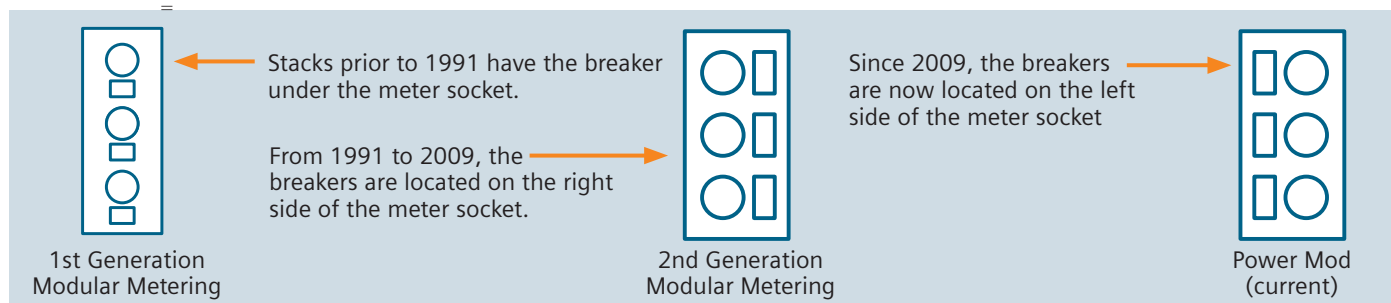 =
Stacks prior to 1991 have the breaker
under the meter socket.
From 1991 to 2009, the
breakers are located on the right
side of the meter socket.
Since 2009, the breakers
are now located on the left
side of the meter socket
1st Generation
Modular Metering
2nd Generation
Modular Metering
Power Mod
(current)